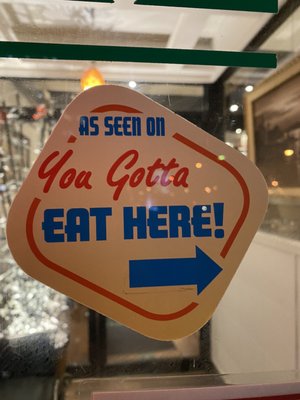 AS SEEN ON
You Gotta
EAT HERE!